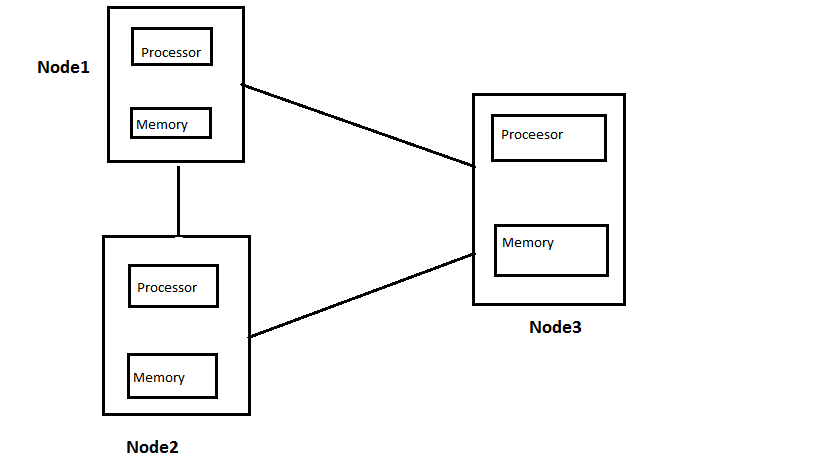 Node1
Processor
Memory
Proceesor
Memory
Node3
Processor
Memory
Node2